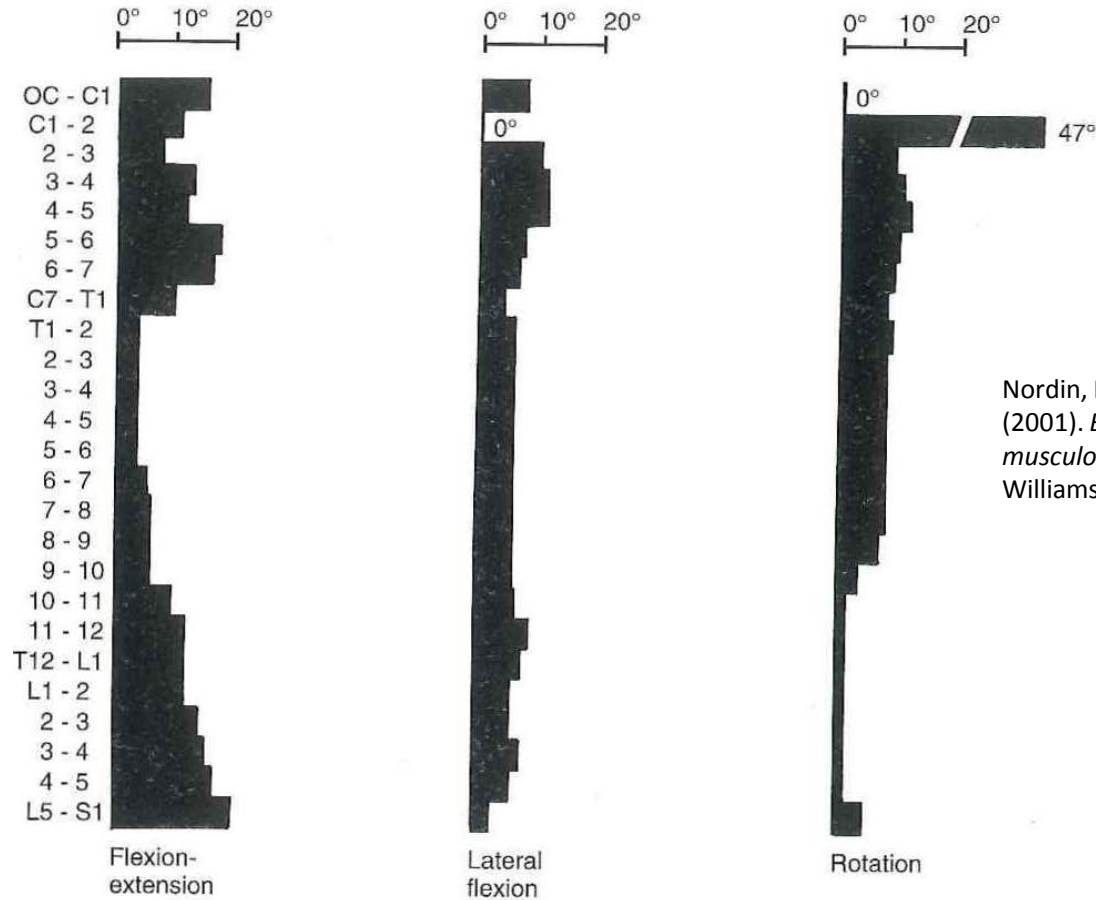 0° 10° 20°
0° 10° 20°
0° 10° 20°
OC - C1
C1 - 2
2 - 3
3 - 4
4 - 5
5 - 6
6 - 7
C7 - T1
T1 - 2
2 - 3
3 - 4
4 - 5
5 - 6
6 - 7
7 - 8
8 - 9
9 - 10
10 - 11
11 - 12
T12 - L1
L1 - 2
2 - 3
3 - 4
4 - 5
L5 - S1
0°
0°
47°
Flexion-
extension
Lateral
flexion
Rotation
Nordin,
(2001).
musculo
Williams